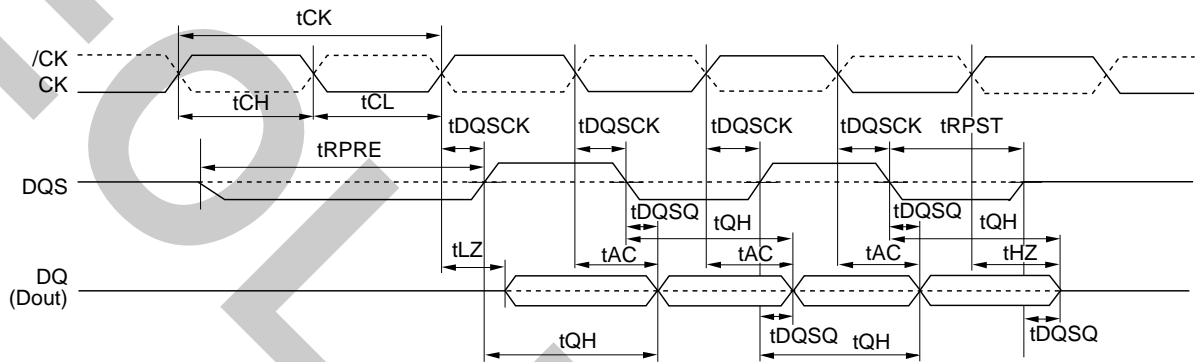 tCK
/CK
CK
tCH tCL
tDQSCK tDQSCK tDQSCK tDQSCK tRPST
tRPRE
DQS
tDQSQ tQH tDQSQ tQH
tLZ tAC tAC tAC tHZ
DQ
(Dout)
tQH tDQSQ tQH tDQSQ